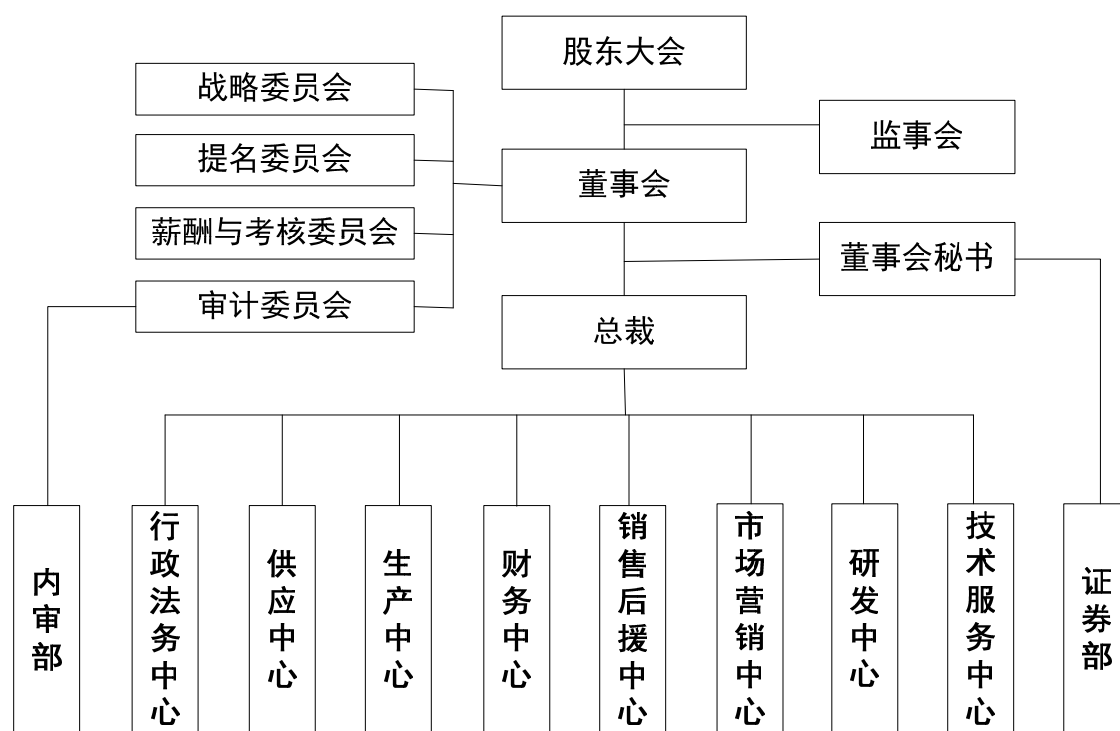 股东大会
战略委员会
监事会
提名委员会
董事会
薪酬与考核委员会
董事会秘书
审计委员会
总裁
内审部
行政法务中心
供应中心
生产中心
财务中心
销售后援中心
市场营销中心
研发中心
技术服务中心
证券部